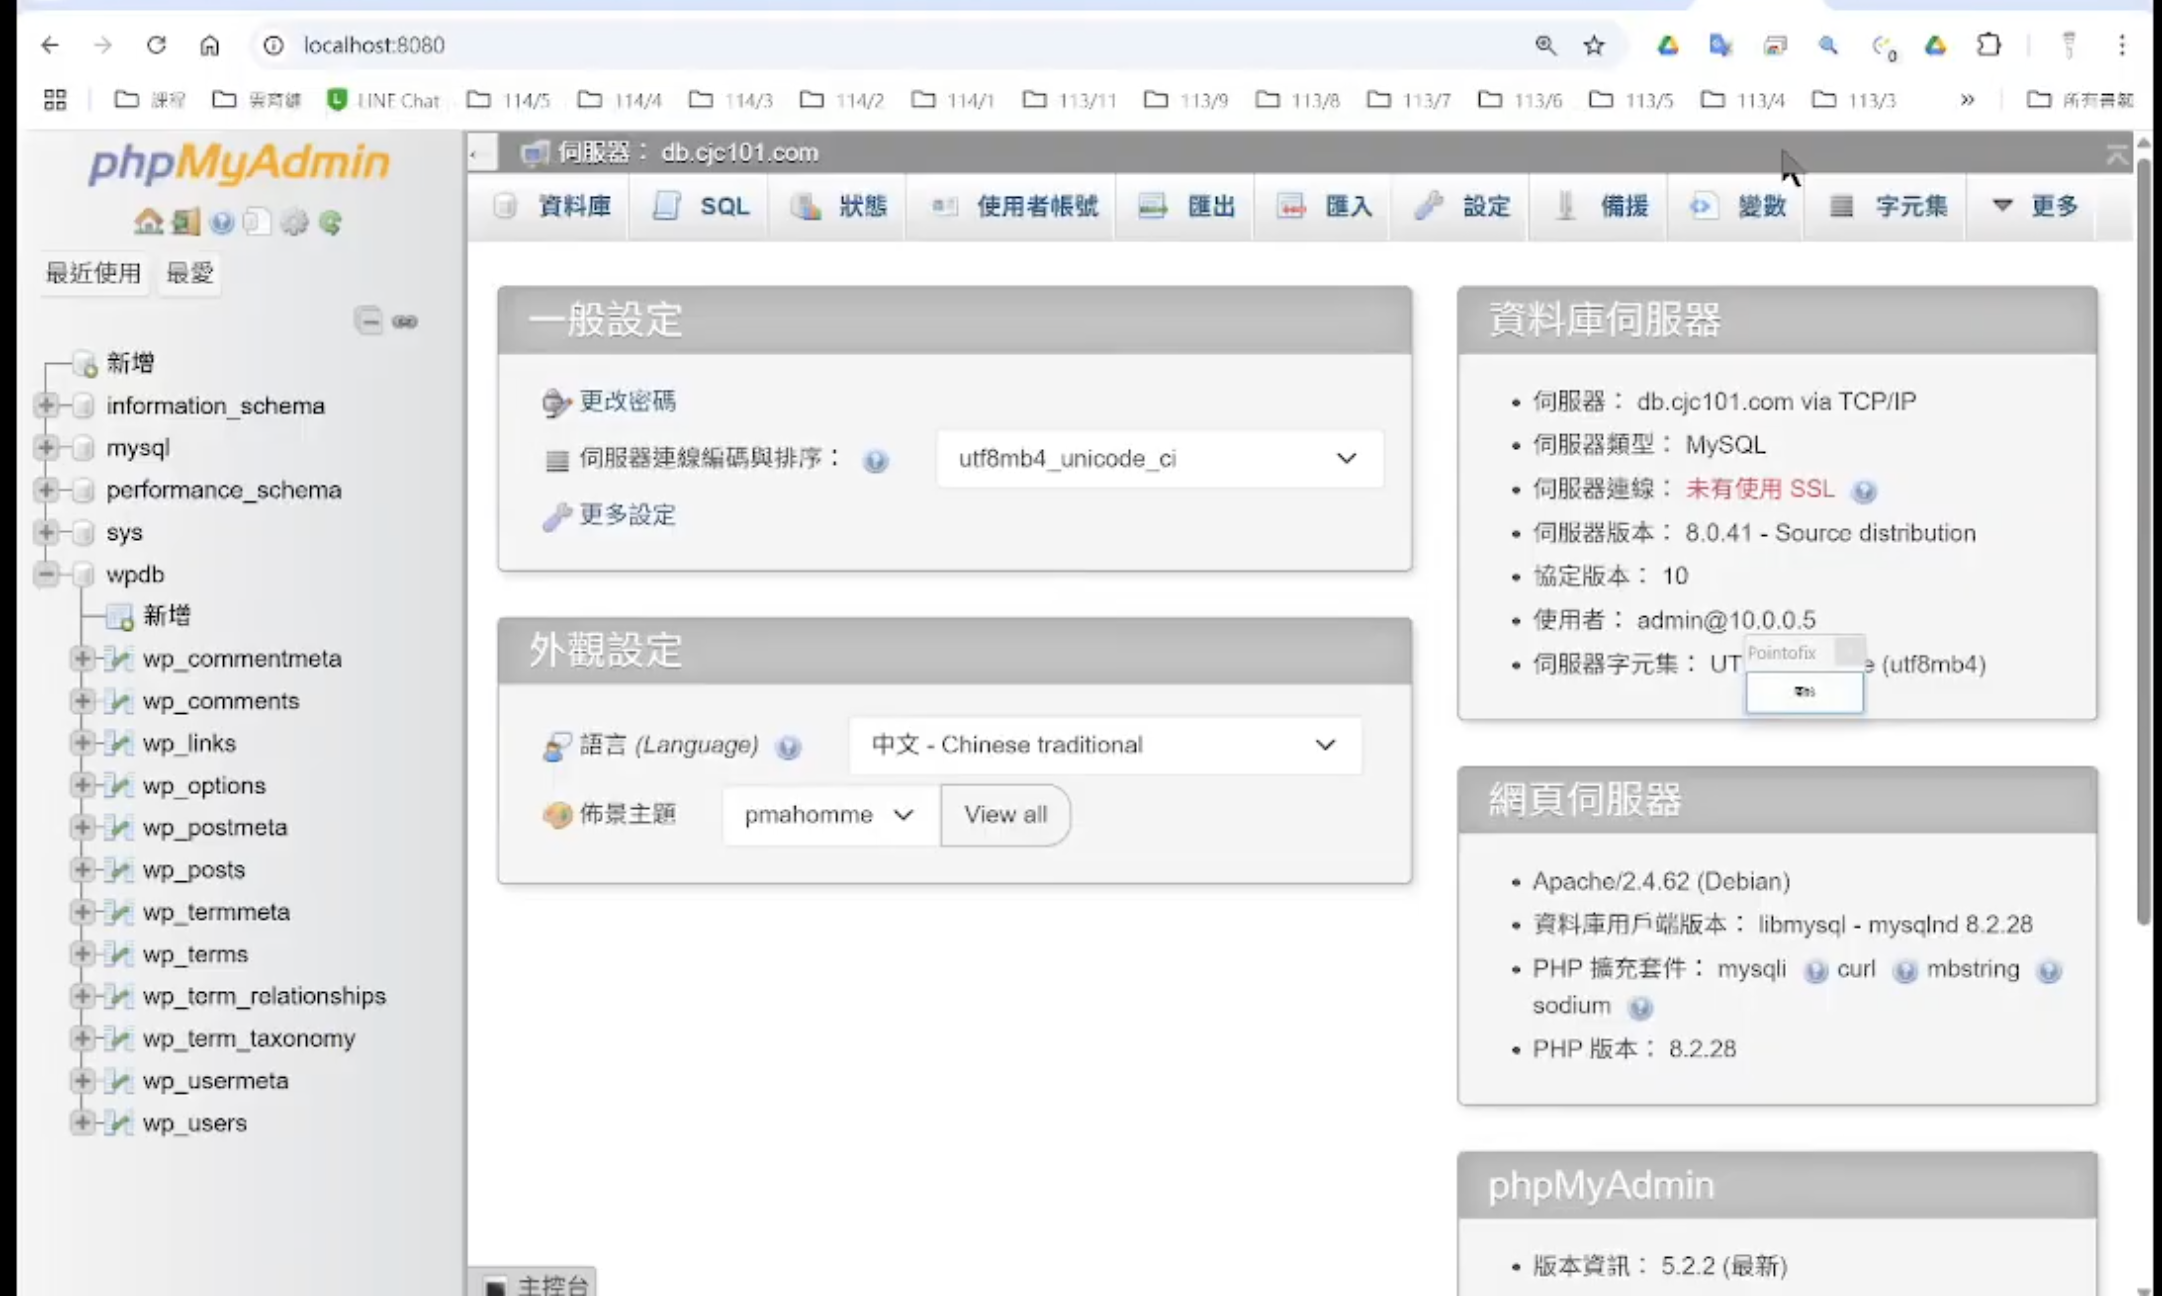 localhost:8080
課程 LINE Chat 114/5 114/4 114/3 114/2 114/1 113/11 113/9 113/8 113/7 113/6 113/5 113/4 113/3 » 所有書籤
phpMyAdmin
最近使用 最愛
新增
information_schema
mysql
performance_schema
sys
wpdb
新增
wp_commentmeta
wp_comments
wp_links
wp_options
wp_postmeta
wp_posts
wp_termmeta
wp_terms
wp_term_relationships
wp_term_taxonomy
wp_usermeta
wp_users
伺服器： db.cjc101.com
資料庫 SQL 狀態 使用者帳號 匯出 匯入 設定 備援 變數 字元集 更多
一般設定
更改密碼
伺服器連線編碼與排序： utf8mb4_unicode_ci
更多設定
外觀設定
語言 (Language) 中文 - Chinese traditional
佈景主題 pmahomme View all
資料庫伺服器
• 伺服器： db.cjc101.com via TCP/IP
• 伺服器類型： MySQL
• 伺服器連線： 未有使用 SSL
• 伺服器版本： 8.0.41 - Source distribution
• 協定版本： 10
• 使用者： admin@10.0.0.5
• 伺服器字元集： UT e (utf8mb4)
Pointofix
網頁伺服器
• Apache/2.4.62 (Debian)
• 資料庫用戶端版本： libmysql - mysqlnd 8.2.28
• PHP 擴充套件： mysqli curl mbstring
sodium
• PHP 版本： 8.2.28
phpMyAdmin
• 版本資訊： 5.2.2 (最新)
主控台